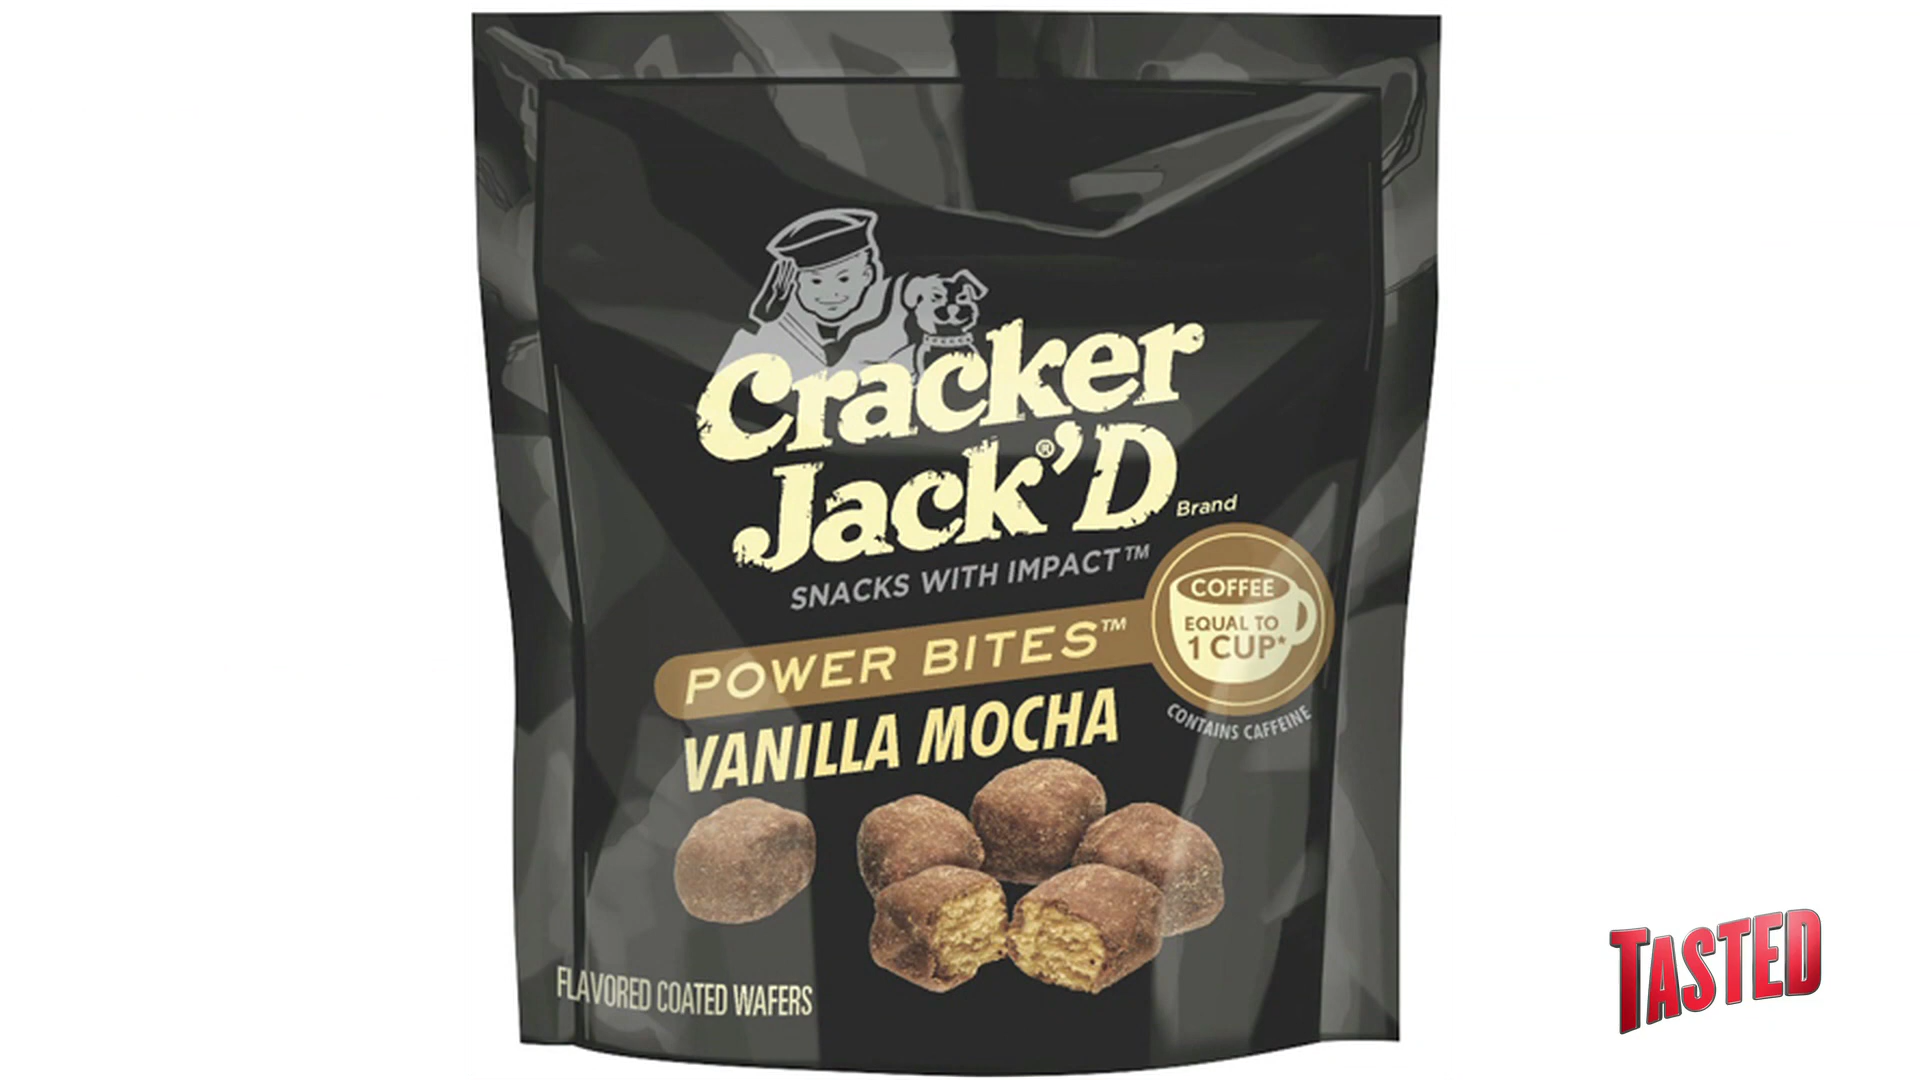 Cracker
Jack'D®
Brand
SNACKS WITH IMPACT™
POWER BITES™
COFFEE
EQUAL TO
1 CUP*
CONTAINS CAFFEINE
VANILLA MOCHA
FLAVORED COATED WAFERS
TASTED